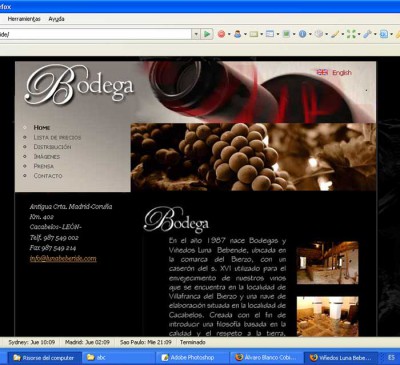 fox
Herramientas Ayuda
ide/
Bodega
English
Home
Lista de precios
Distribución
Imágenes
Prensa
Contacto
Antigua Crta. Madrid-Coruña
Km. 402
Cacabelos-LEÓN-
Telf. 987 549 002
Fax 987 549 214
info@lunabeberide.com
Bodega
En el año 1987 nace Bodegas y
Viñedos Luna Beberide, ubicada
en la comarca del Bierzo, con
un caserón del s. XVI utilizado para el
envejecimiento de nuestros vinos
que se encuentra en la localidad de
Villafranca del Bierzo y una nave de
elaboración situada en la localidad de
Cacabelos. Creada con el fin de
introducir una filosofía basada en la
calidad y el respeto a la tierra,
Sydney: Jue 10:09 Madrid: Jue 02:09 Sao Paulo: Mie 21:09 Terminado
Risorse del computer abc Adobe Photoshop Álvaro Blanco Cobi... Viñedos Luna Bebe... ES